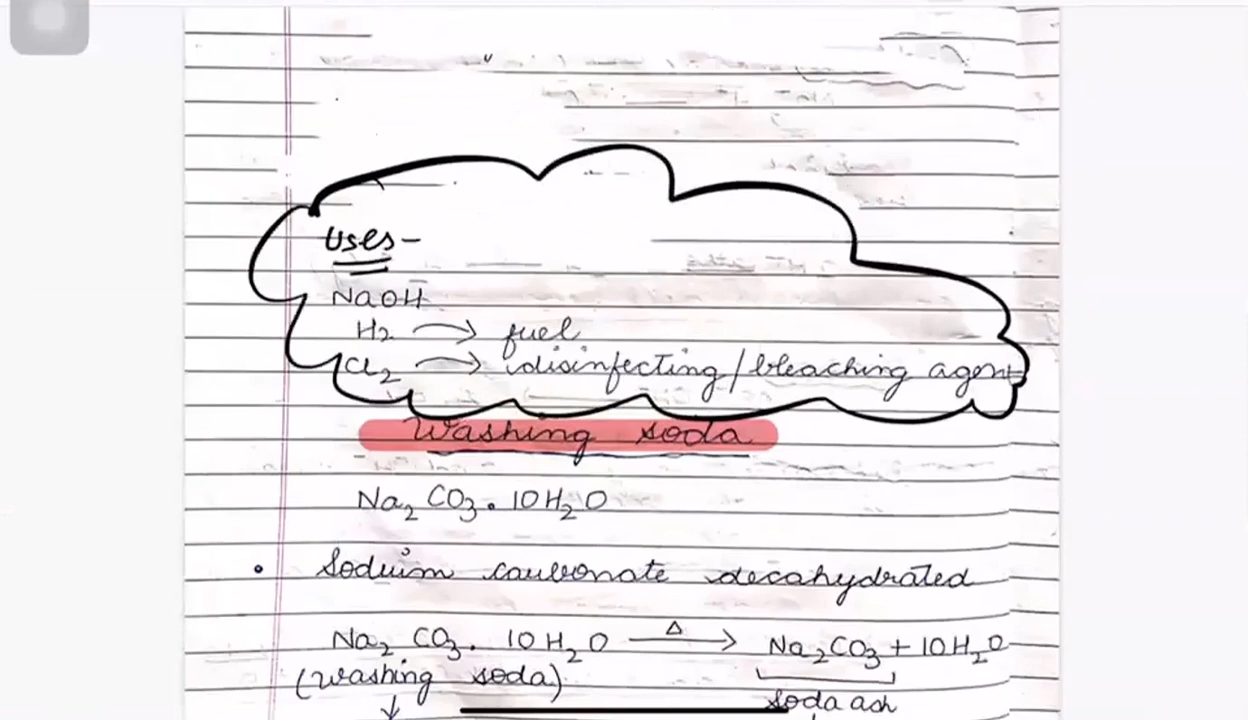 Uses-
NaOH
H₂ → fuel
Cl₂ → disinfecting/bleaching agent
Washing soda
Na₂CO₃.10H₂O
• Soduim carbonate decahydrated
Na₂CO₃.10H₂O —Δ→ Na₂CO₃+10H₂O
(washing soda) soda ash
↓